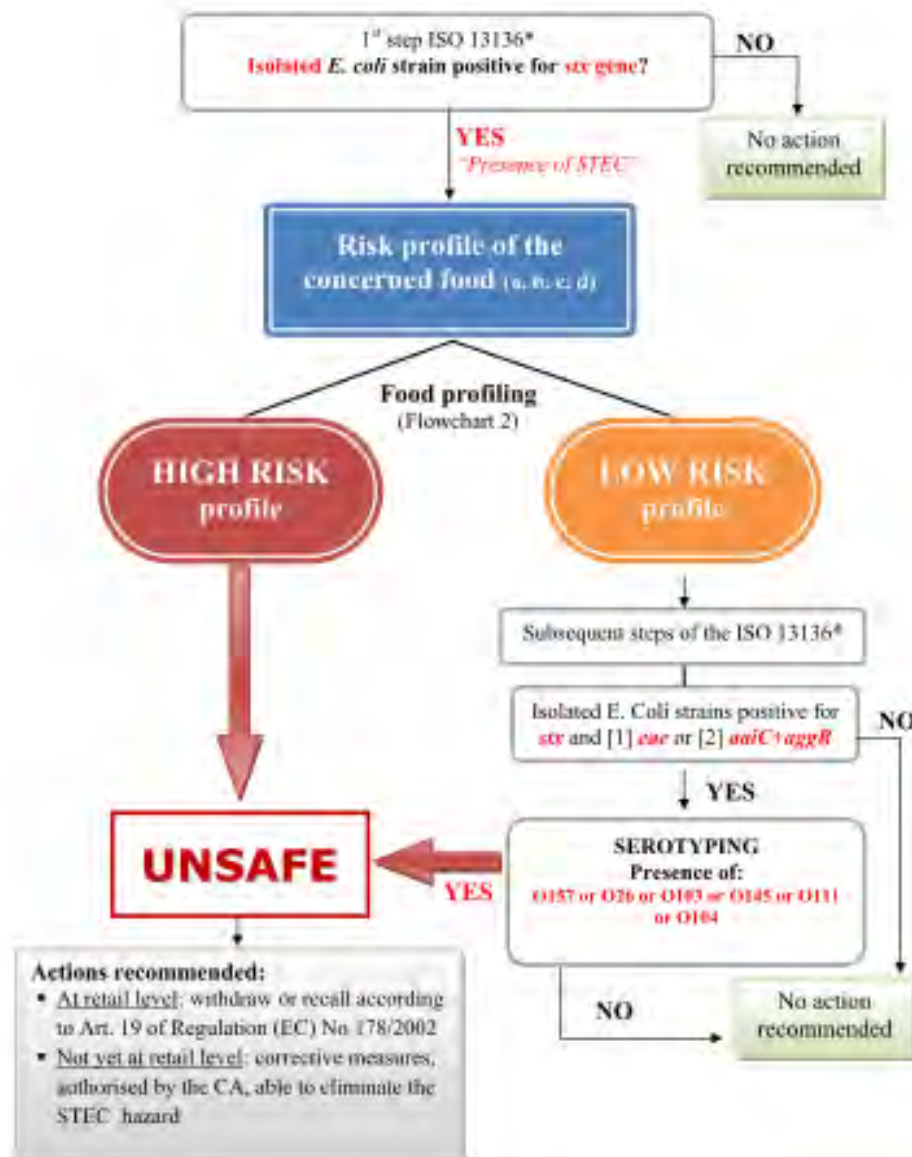 1st step ISO 13136*
Isolated E. coli strain positive for stx gene?
NO
No action
recommended
YES
"Presence of STEC"
Risk profile of the
concerned food (a, b, c, d)
Food profiling
(Flowchart 2)
HIGH RISK
profile
LOW RISK
profile
Subsequent steps of the ISO 13136*
Isolated E. Coli strains positive for
stx and [1] eae or [2] aaiC+aggR
NO
YES
SEROTYPING
Presence of:
O157 or O26 or O103 or O145 or O111
or O104
YES
UNSAFE
NO
No action
recommended
Actions recommended:
▪ At retail level: withdraw or recall according
to Art. 19 of Regulation (EC) No 178/2002
▪ Not yet at retail level: corrective measures,
authorised by the CA, able to eliminate the
STEC hazard